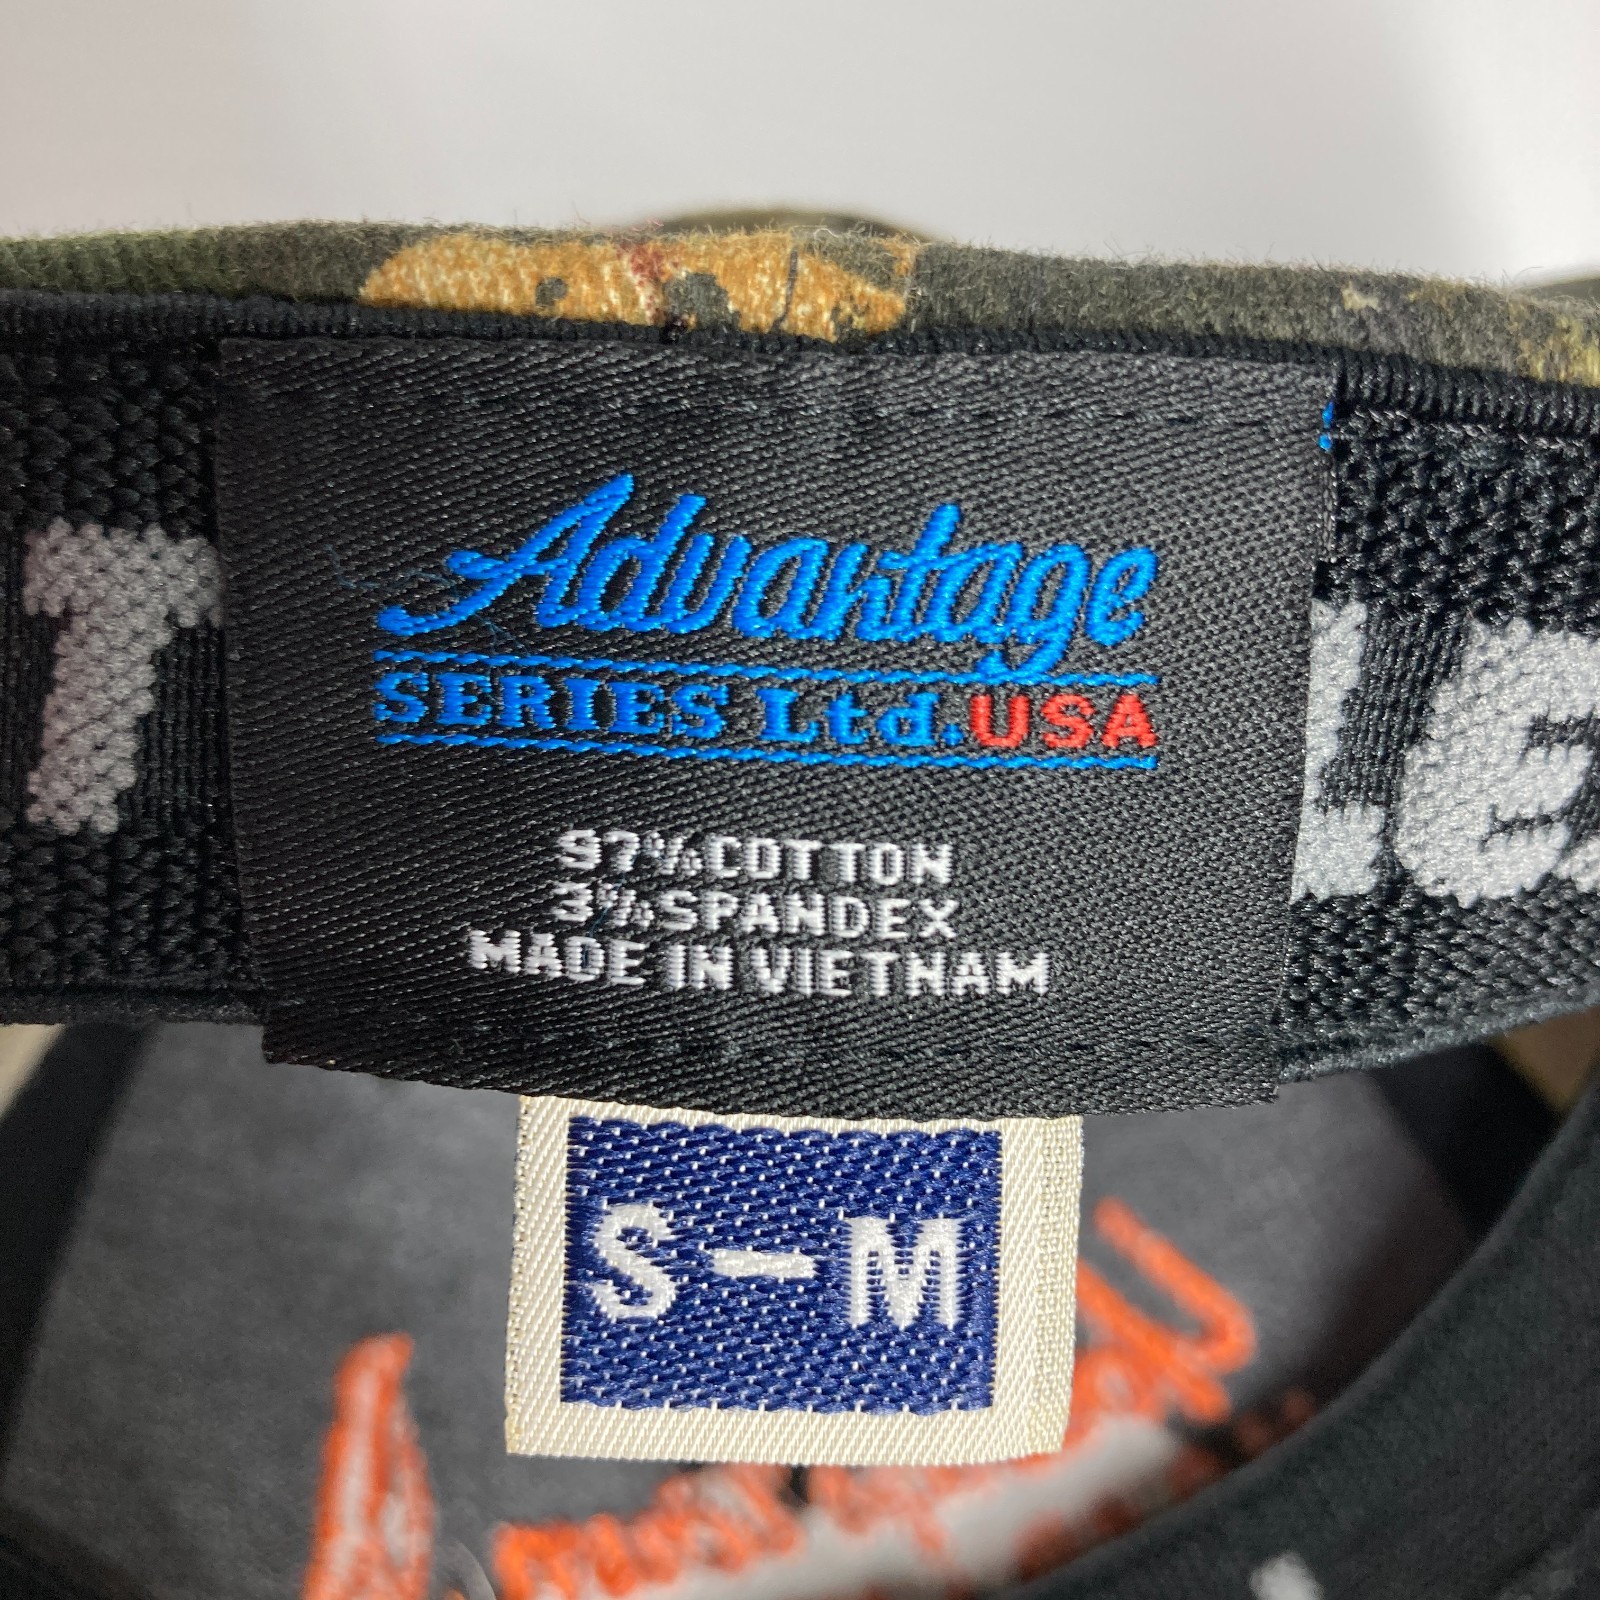 Advantage
SERIES Ltd.USA
97%COTTON
3%SPANDEX
MADE IN VIETNAM
S-M